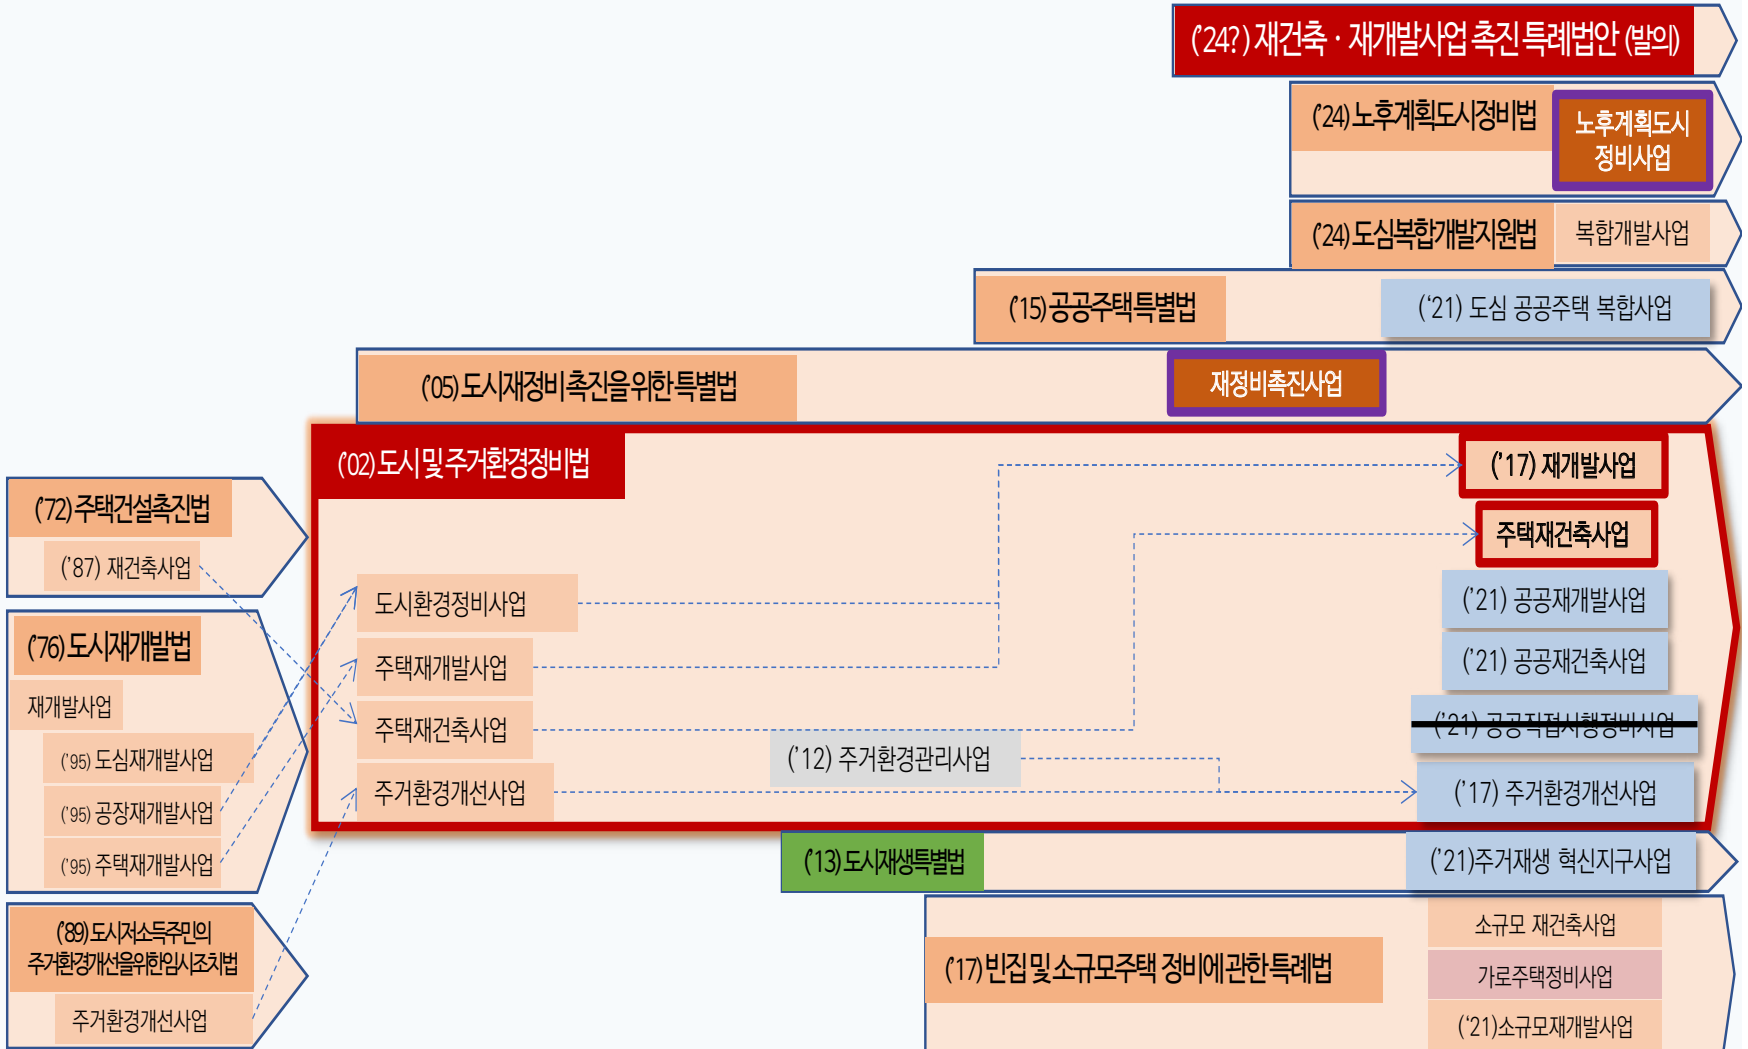 ('24?) 재건축 · 재개발사업 촉진 특례법안 (발의)
('24) 노후계획도시정비법
노후계획도시
정비사업
('24) 도심복합개발지원법
복합개발사업
('15) 공공주택특별법
('21) 도심 공공주택 복합사업
('05) 도시재정비 촉진을 위한 특별법
재정비촉진사업
('02) 도시 및 주거환경정비법
('17) 재개발사업
주택재건축사업
('72) 주택건설촉진법
('87) 재건축사업
도시환경정비사업
('21) 공공재개발사업
('76) 도시재개발법
주택재개발사업
('21) 공공재건축사업
재개발사업
주택재건축사업
('21) 공공직접시행정비사업
('95) 도심재개발사업
('12) 주거환경관리사업
('95) 공장재개발사업
주거환경개선사업
('17) 주거환경개선사업
('95) 주택재개발사업
('13) 도시재생특별법
('21)주거재생 혁신지구사업
('89) 도시저소득주민의
주거환경개선을위한임시조치법
주거환경개선사업
('17) 빈집 및 소규모주택 정비에 관한 특례법
소규모 재건축사업
가로주택정비사업
('21)소규모재개발사업